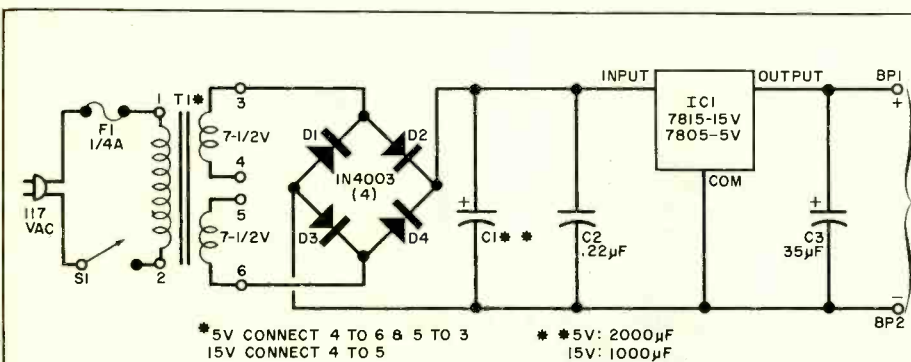 INPUT
OUTPUT
BP1
+
1
T1*
3
F1
1/4A
7-1/2V
4
5
7-1/2V
6
2
117
VAC
S1
D1
D2
1N4003
(4)
D3
D4
+
C1**
C2
.22µF
IC1
7815-15V
7805-5V
COM
+
C3
35µF
−
BP2
*5V CONNECT 4 TO 6 & 5 TO 3
15V CONNECT 4 TO 5
**5V: 2000µF
15V: 1000µF